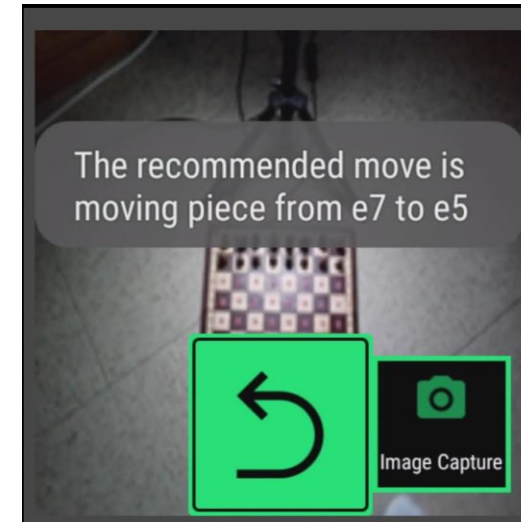 The recommended move is
moving piece from e7 to e5
Image Capture